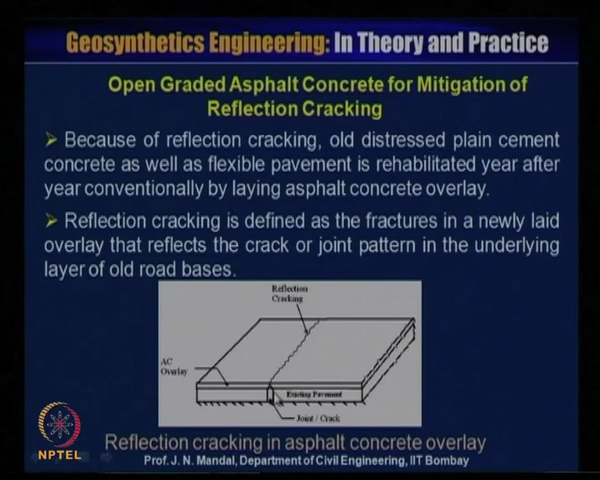 Geosynthetics Engineering: In Theory and Practice
Open Graded Asphalt Concrete for Mitigation of
Reflection Cracking
➤ Because of reflection cracking, old distressed plain cement
concrete as well as flexible pavement is rehabilitated year after
year conventionally by laying asphalt concrete overlay.
➤ Reflection cracking is defined as the fractures in a newly laid
overlay that reflects the crack or joint pattern in the underlying
layer of old road bases.
Reflection
Cracking
AC
Overlay
Existing Pavement
Joint / Crack
Reflection cracking in asphalt concrete overlay
NPTEL
Prof. J. N. Mandal, Department of Civil Engineering, IIT Bombay